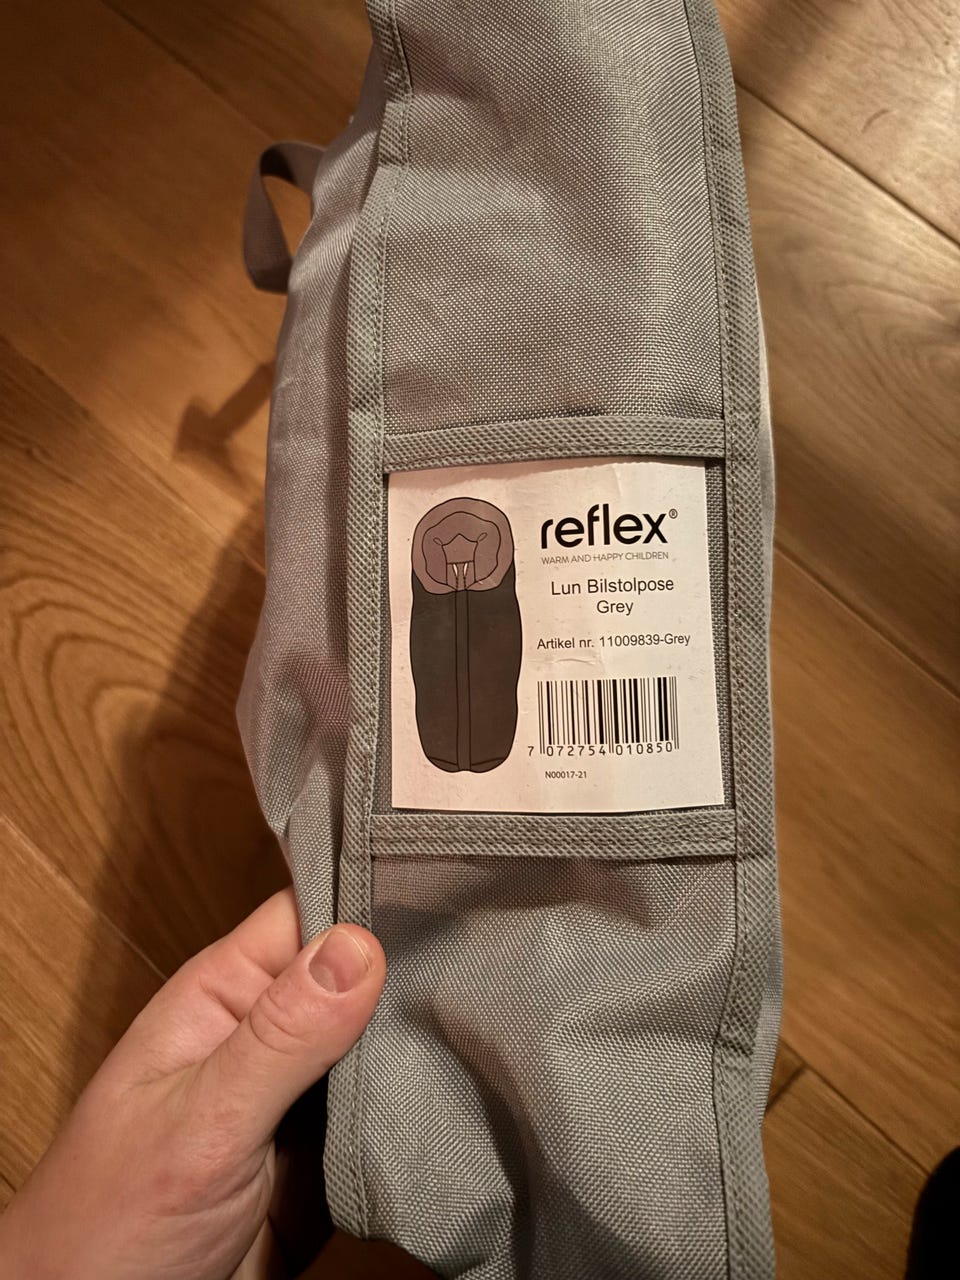 reflex®
WARM AND HAPPY CHILDREN
Lun Bilstolpose
Grey
Artikel nr. 11009839-Grey
7 072754 010850
N00017-21